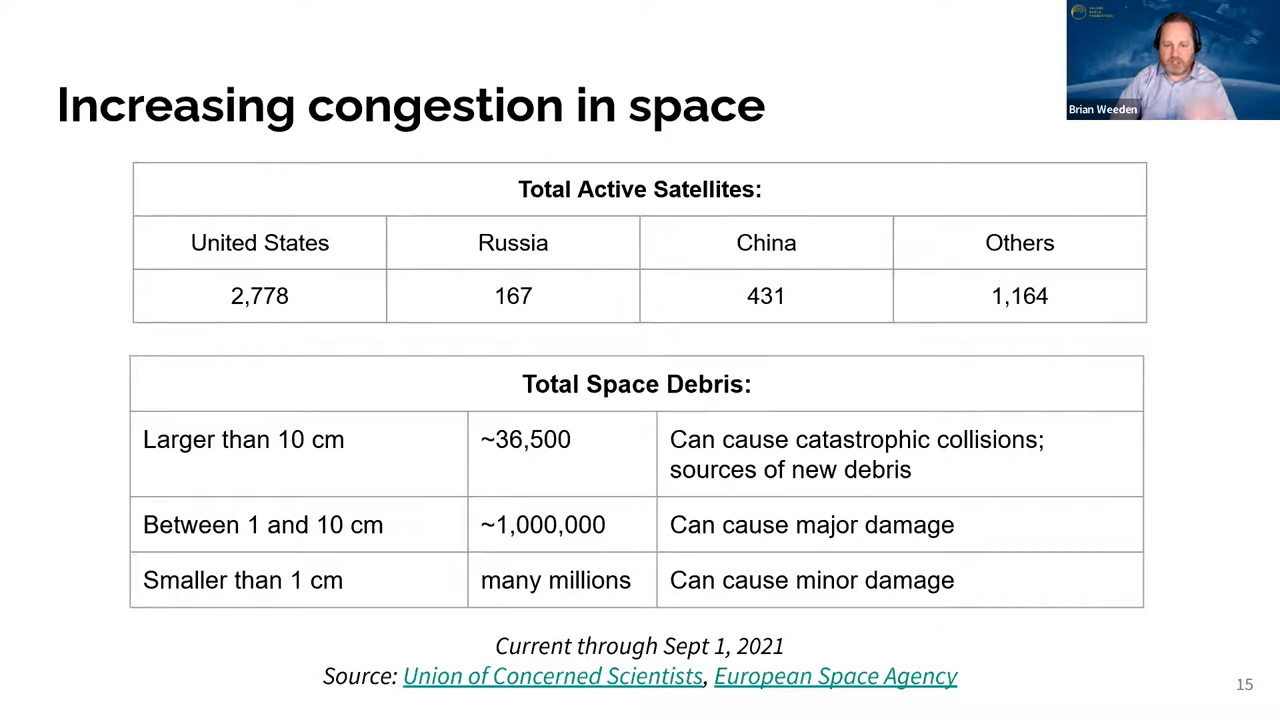 SECURE
WORLD
FOUNDATION
Brian Weeden
Increasing congestion in space
Total Active Satellites:
United States Russia China Others
2,778 167 431 1,164
Total Space Debris:
Larger than 10 cm ~36,500 Can cause catastrophic collisions;
sources of new debris
Between 1 and 10 cm ~1,000,000 Can cause major damage
Smaller than 1 cm many millions Can cause minor damage
Current through Sept 1, 2021
Source: Union of Concerned Scientists, European Space Agency
15